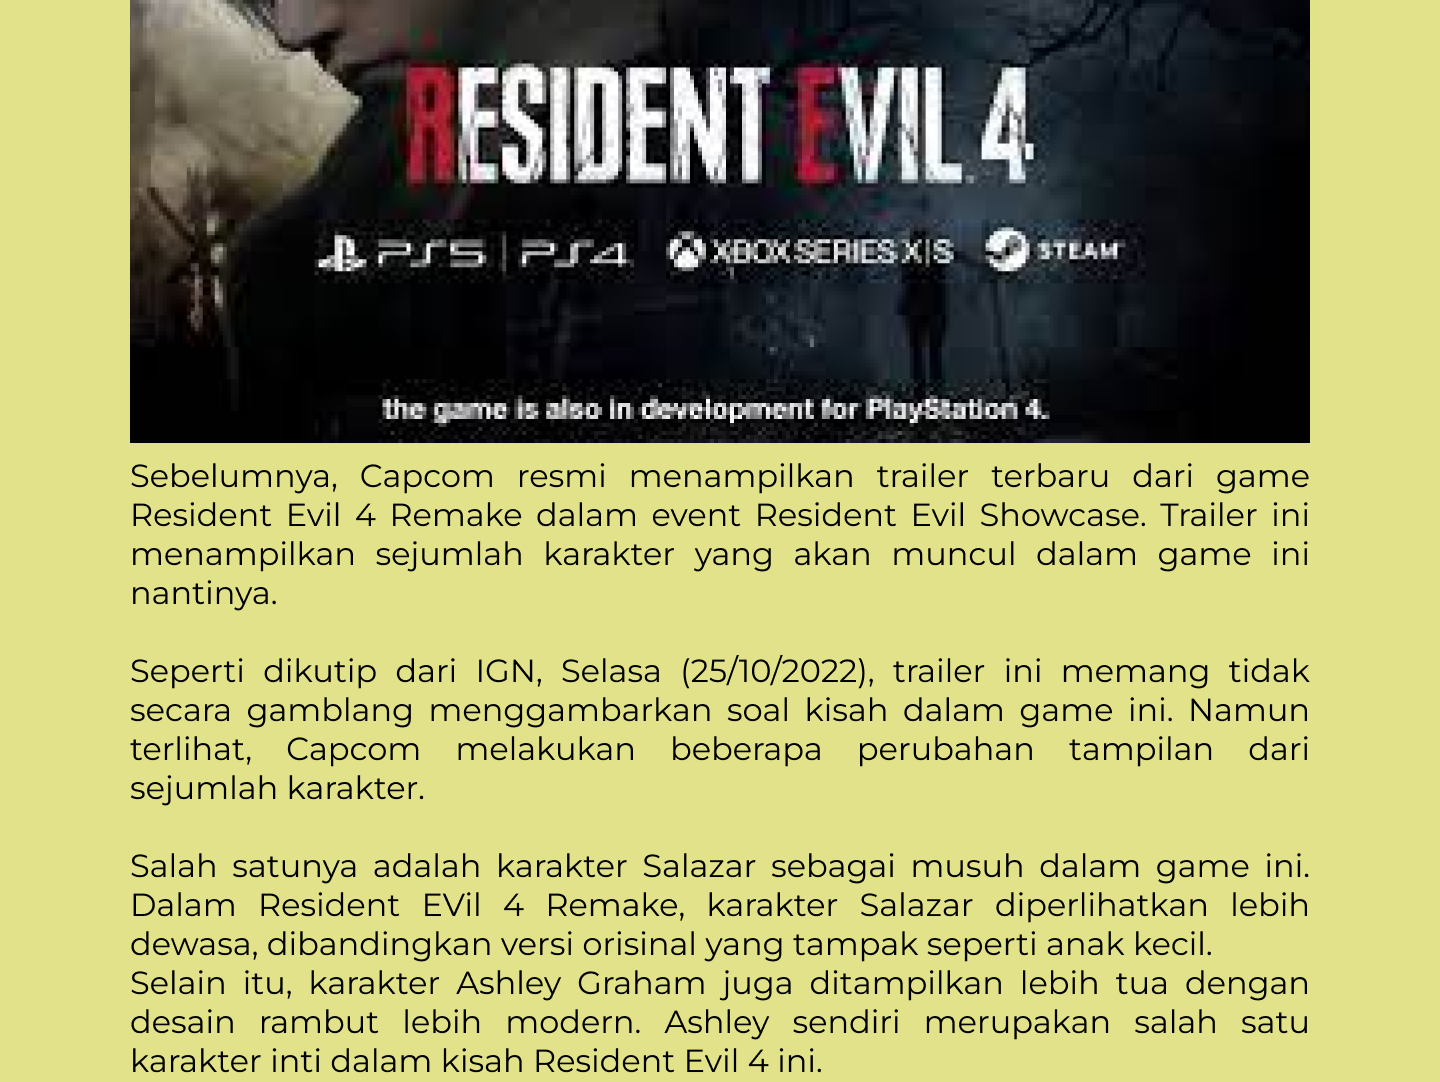 RESIDENT EVIL 4
PS5 | PS4 XBOX SERIES X|S STEAM
the game is also in development for PlayStation 4.
Sebelumnya, Capcom resmi menampilkan trailer terbaru dari game
Resident Evil 4 Remake dalam event Resident Evil Showcase. Trailer ini
menampilkan sejumlah karakter yang akan muncul dalam game ini
nantinya.
Seperti dikutip dari IGN, Selasa (25/10/2022), trailer ini memang tidak
secara gamblang menggambarkan soal kisah dalam game ini. Namun
terlihat, Capcom melakukan beberapa perubahan tampilan dari
sejumlah karakter.
Salah satunya adalah karakter Salazar sebagai musuh dalam game ini.
Dalam Resident EVil 4 Remake, karakter Salazar diperlihatkan lebih
dewasa, dibandingkan versi orisinal yang tampak seperti anak kecil.
Selain itu, karakter Ashley Graham juga ditampilkan lebih tua dengan
desain rambut lebih modern. Ashley sendiri merupakan salah satu
karakter inti dalam kisah Resident Evil 4 ini.